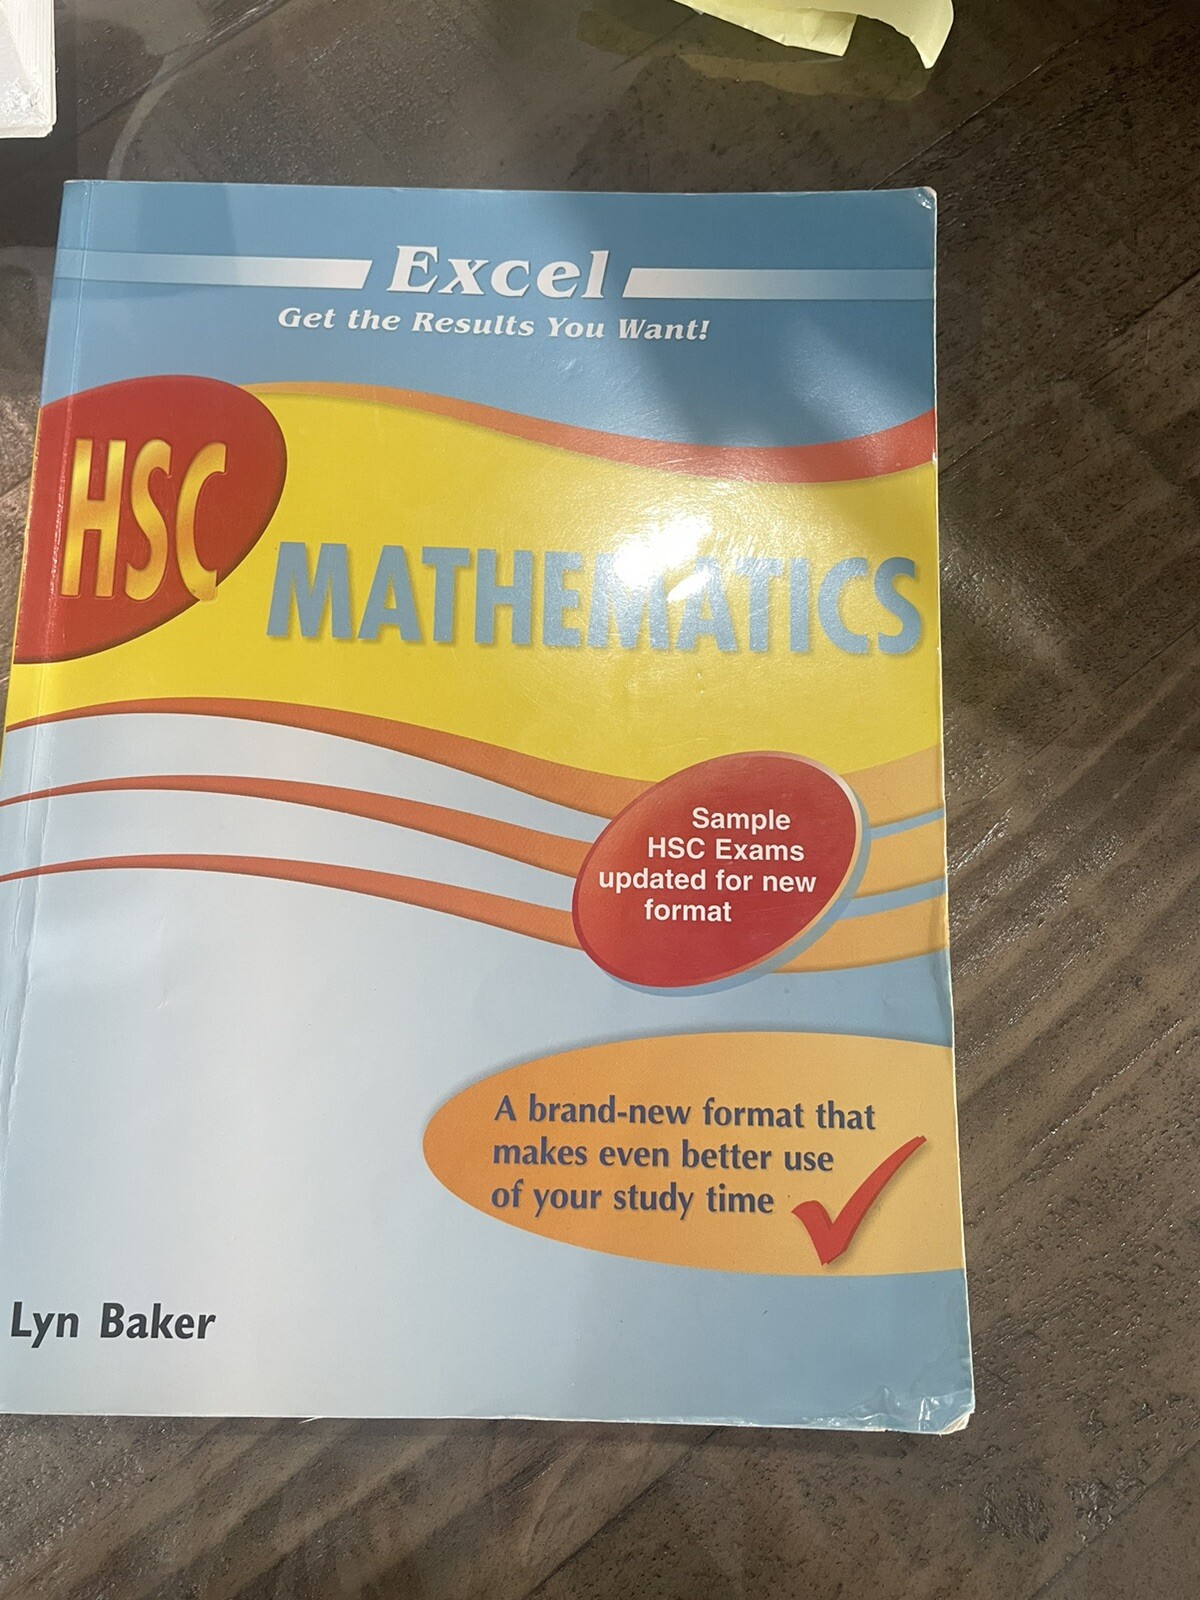 Excel
Get the Results You Want!
HSC
MATHEMATICS
Sample
HSC Exams
updated for new
format
A brand-new format that
makes even better use
of your study time
Lyn Baker